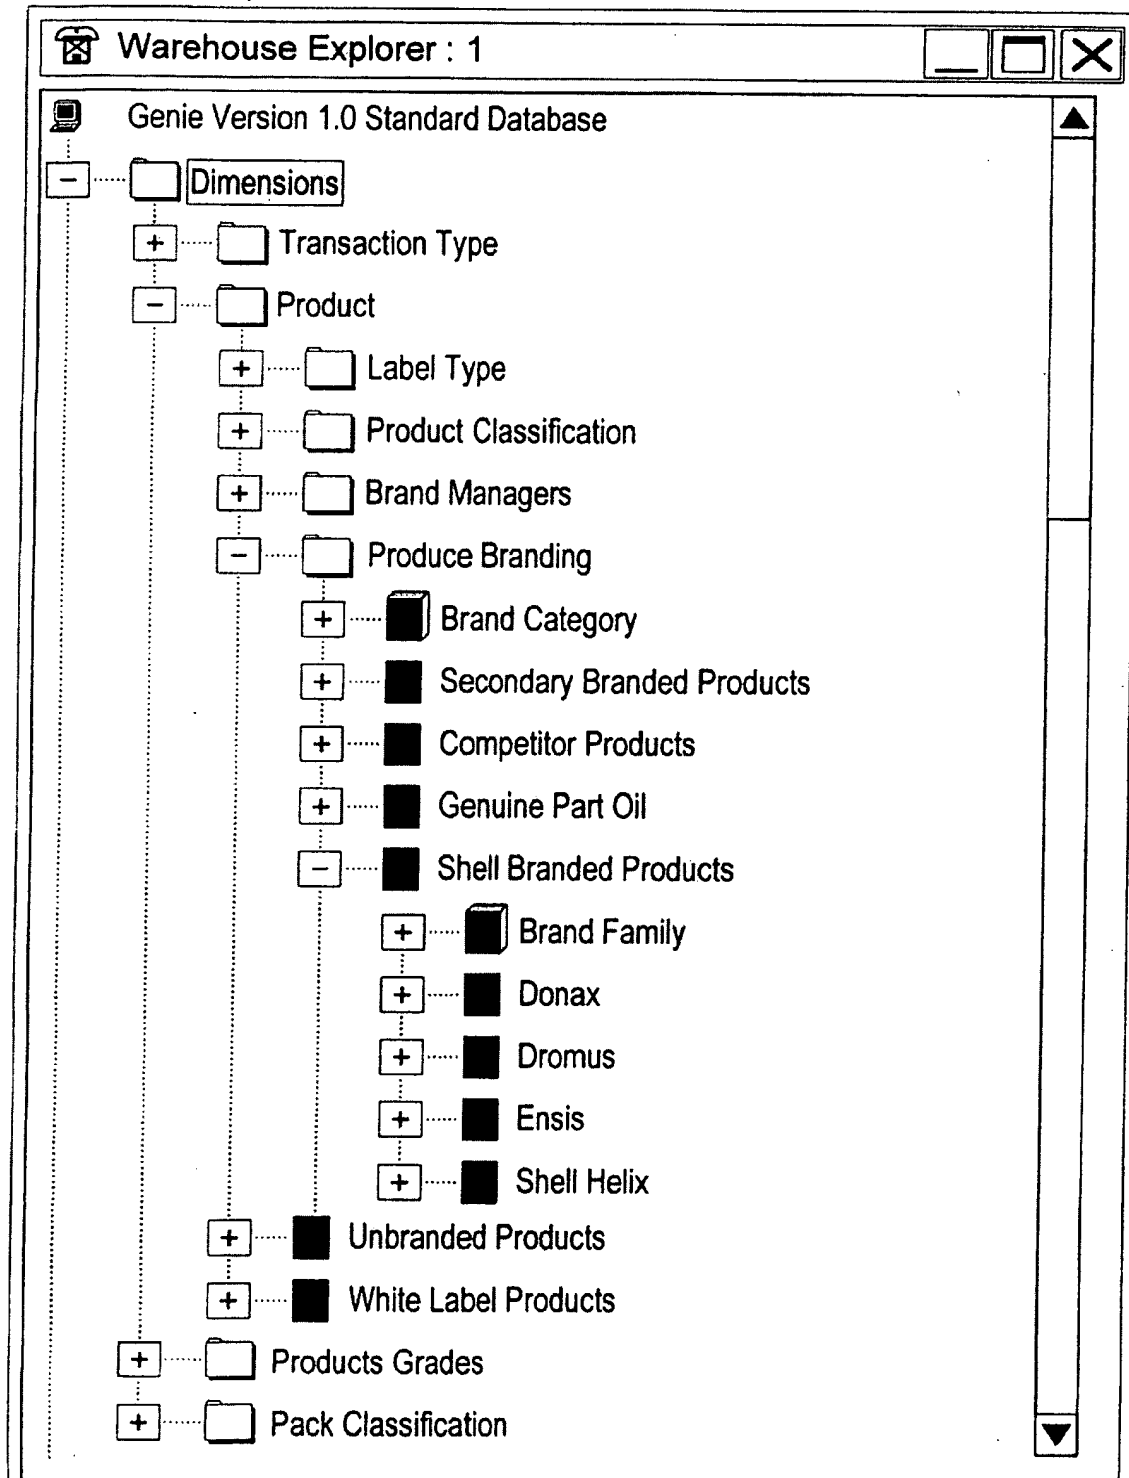 Warehouse Explorer : 1
Genie Version 1.0 Standard Database
Dimensions
Transaction Type
Product
Label Type
Product Classification
Brand Managers
Produce Branding
Brand Category
Secondary Branded Products
Competitor Products
Genuine Part Oil
Shell Branded Products
Brand Family
Donax
Dromus
Ensis
Shell Helix
Unbranded Products
White Label Products
Products Grades
Pack Classification